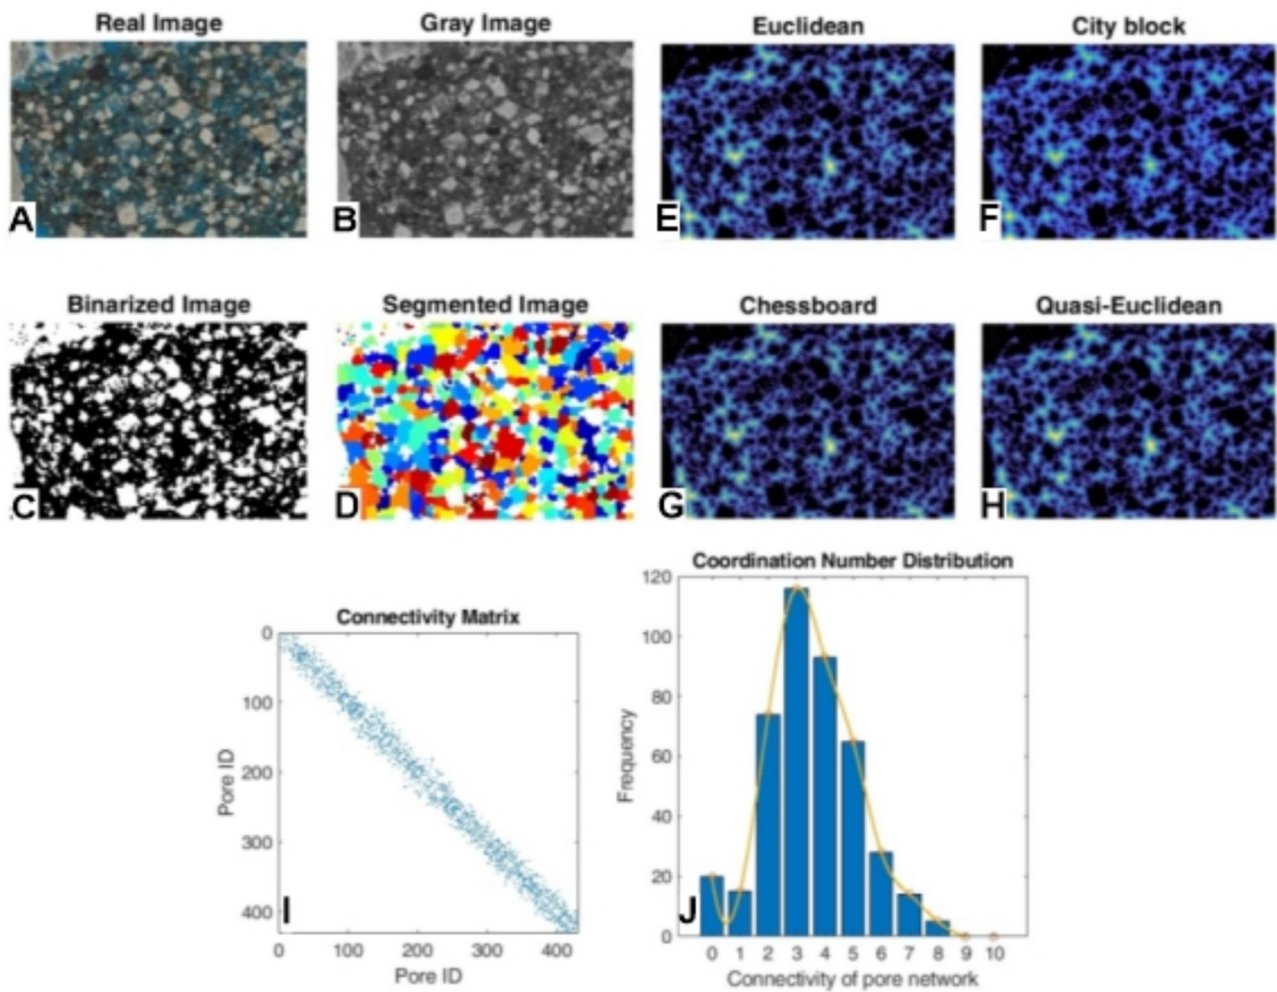 Real Image
Gray Image
Euclidean
City block
A
B
E
F
Binarized Image
Segmented Image
Chessboard
Quasi-Euclidean
C
D
G
H
Connectivity Matrix
0
100
200
300
400
Pore ID
0 100 200 300 400
Pore ID
I
Coordination Number Distribution
120
100
80
60
40
20
0
Frequency
0 1 2 3 4 5 6 7 8 9 10
Connectivity of pore network
J